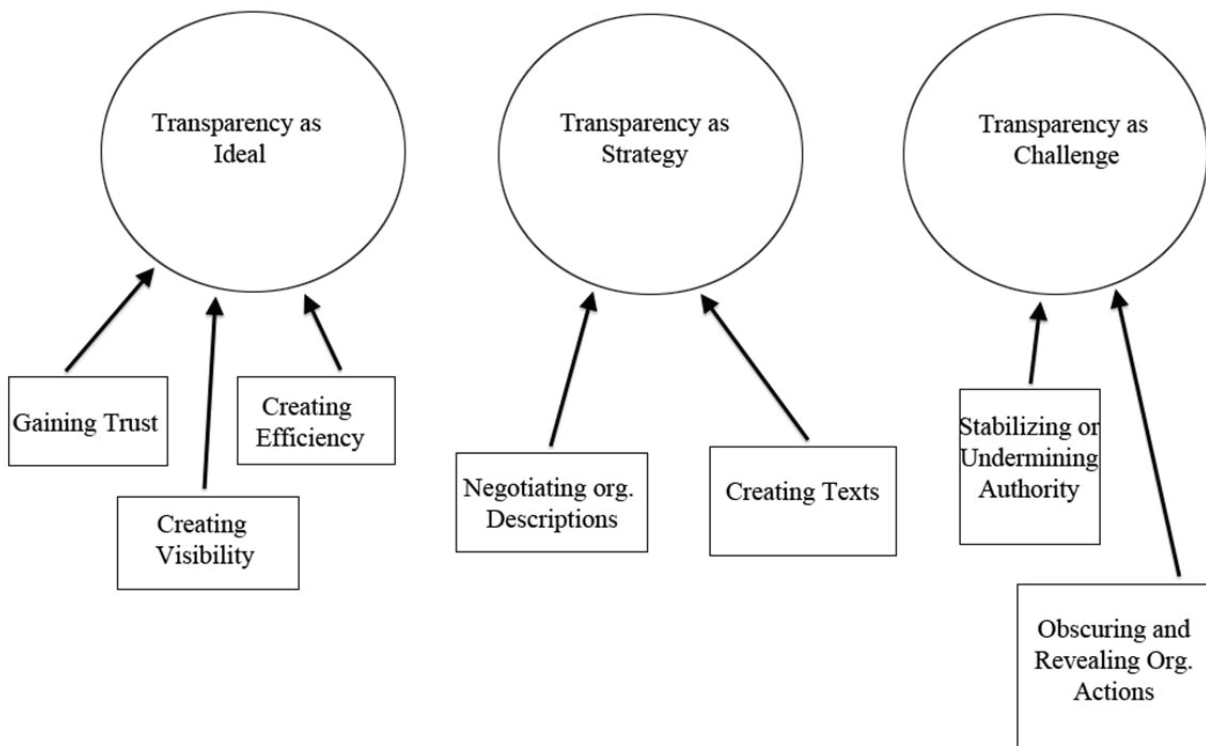 Transparency as
Ideal
Transparency as
Strategy
Transparency as
Challenge
Gaining Trust
Creating
Visibility
Creating
Efficiency
Negotiating org.
Descriptions
Creating Texts
Stabilizing or
Undermining
Authority
Obscuring and
Revealing Org.
Actions